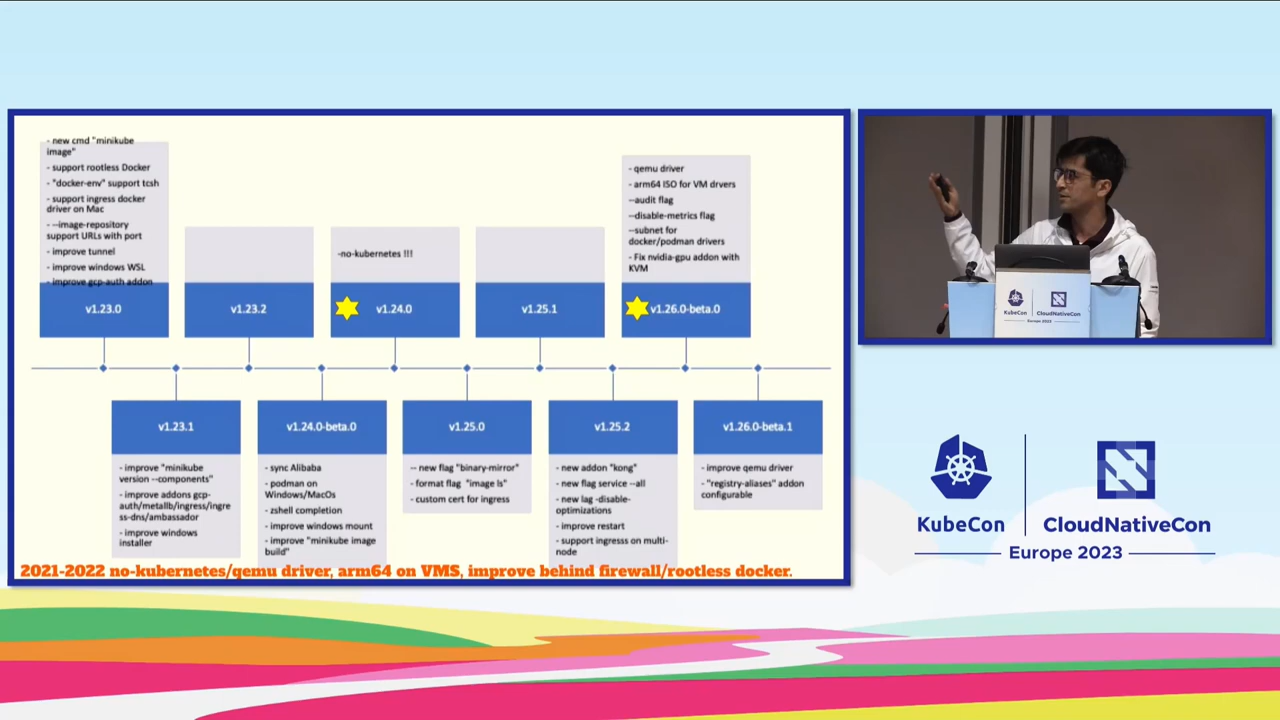 - new cmd "minikube
image"
- support rootless Docker
- "docker-env" support tcsh
- support ingress docker
driver on Mac
- --image-repository
support URLs with port
- improve tunnel
- improve windows WSL
- improve gcp-auth addon
v1.23.0
v1.23.2
-no-kubernetes !!!
v1.24.0
v1.25.1
- qemu driver
- arm64 ISO for VM drvers
--audit flag
--disable-metrics flag
--subnet for
docker/podman drivers
- Fix nvidia-gpu addon with
KVM
v1.26.0-beta.0
v1.23.1
- improve "minikube
version --components"
- improve addons gcp-
auth/metallb/ingress/ingre
ss-dns/ambassador
- improve windows
installer
v1.24.0-beta.0
- sync Alibaba
- podman on
Windows/MacOs
- zshell completion
- improve windows mount
- improve "minikube image
build"
v1.25.0
-- new flag "binary-mirror"
- format flag "image ls"
- custom cert for ingress
v1.25.2
- new addon "kong"
- new flag service --all
- new lag -disable-
optimizations
- improve restart
- support ingresss on multi-
node
v1.26.0-beta.1
- improve qemu driver
- "registry-aliases" addon
configurable
2021-2022 no-kubernetes/qemu driver, arm64 on VMS, improve behind firewall/rootless docker.
KubeCon
CloudNativeCon
Europe 2023
KubeCon
CloudNativeCon
Europe 2023